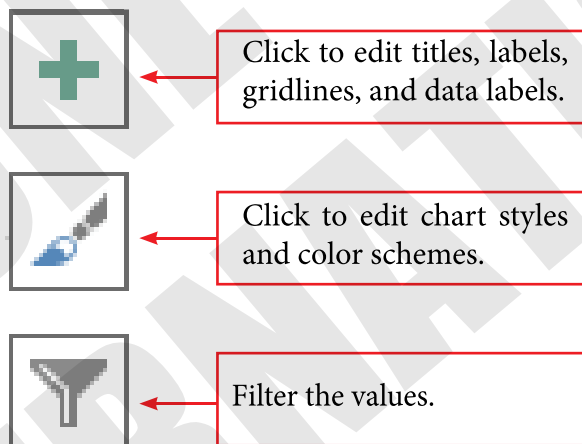 Click to edit titles, labels,
gridlines, and data labels.
Click to edit chart styles
and color schemes.
Filter the values.